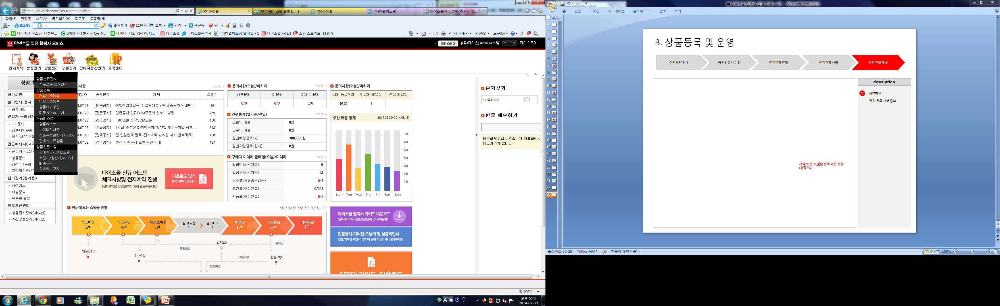 http://www.daisomall.co.kr/admin/seller/
(주)아이홈
(주)한웰이쇼핑 웹메일 - 1
(주)아이홈
(주)한웰이쇼핑
다이소몰에 방문해 주셔서 감...
파일(F) 편집(E) 보기(V) 즐겨찾기(A) 도구(T) 도움말(H)
zum 즐겨찾기 11번가 캡쳐 번역 퀵전송 찜
네이버 지식쇼핑 대한민... G마켓 - 대한민국 1등 온... 네이버 나의 경쟁력, 네... 다이소몰 다이소몰관리자 (주)한웰이쇼핑 웹메일 - 1 다이소몰 [생활] 쇼핑 스트리트, 11번가
페이지(P) 안전(S) 도구(O)
다이소몰 입점 협력사 오피스
이전쇼핑몰 [(주)아이홈] ihomeware 님 로그아웃 마이스토어
전자계약 상점관리 상품관리 주문관리 판매자정산관리 고객센타
상점관
메인화면
셀러업체 공지
공지사항
관리자 문의하기
1:1 문의
상품제안문의(
정산/세무 문의
긴급메세지(고객
관리자 긴급사
상품문의
상점 1:1문의
지적재산권신고
셀러관리(셀러용)
상점정보
배송정책
수수료 설정
프로모션관리
상품전시관리(미니샵)
추천상품관리(미니샵)
상품분류관리
자주쓰는 옵션관리
상품등록
개별상품등록
대량상품등록
상품대기승인
미분류상품 수정
상품리스트
상품리스트
수정대기상품
상품수정알림게시판(+)
판매가오류상품
상품일괄수정
판매기간/상태/노출
브랜드/원산지/제조사
배송정책
상품정보고시
지사항 more
지일자 공지분류 제목 조회수
4.07.29 [배송공지] 전입점업체필독! 여름휴가로 인한배송공지 안내방... 66
4.07.28 [긴급공지] 긴급공지!신규SCM주문서 업로드 방법 259
4.07.28 [긴급공지] 다이소몰 신규SCM오픈 150
4.07.23 [긴급공지] [긴급]오픈전 마지막공지! 7/28일 오픈공지및 체크... 513
4.07.18 [전체공지] 전 입점업체 필독! 전자계약 7/22일 까지 완료해주... 480
4.07.03 [긴급공지] 전산상 주문서 오류 관련 안내 187
다이소몰 신규 어드민
체크사항및 전자계약 진행
(전자계약은 7/22일까지 필히 완료해주세요)
다운로드 받기
(DOWNLOAD)
문의사항(오늘)/미처리 more
상품문의 1:1문의 셀러 1:1문의
0/0 0/0 0/0
간편통계(일기준/전일) more
오늘의 매출 0원
금주의 매출 0원
정산예정금액(*) 300,000원
정산확정금액(합계) 0원
구매자 미처리 클레임(오늘)/미처리 more
입금전취소(자동) 5
입금후취소(자동) 13
취소요청(배송준비중) 0/4
교환요청(미완료) 0/204
반품요청(미완료) 0/0
문의사항(오늘)/미처리
나의 등급현황 이달의 패널티 전달 패널티
불량 1
주간 매출 통계 2014.06.09~2014.06.15
70
60
50
40
30
20
10
Mon Tue Wed Thu Fri Sat Sun
한눈에 보는 쇼핑몰 현황 *최근 3개월 기준으로 표시됩니다.
입금예정 입금확인 배송 준비중 출고요청 출고대기 배송중 배송완료 거래완료
0건 0건 0건 0 0 1건 0건 1건
입금전취소
0
취소요청
0
교환승인
교환요청
0
클레임
교환요청
반품확정
반품요청
0
다이소몰 협력사 가이드 다운로드
협력사가이드 (공문/상품등록 안내/매뉴얼)
단품행사/기획전/오늘의 딜 상품제안서
단품,기획전 제안시 양식에 맞춰 작성하셔서 보내주세요
디자인 가이드 다운로드
즐겨찾기
상품리스트 x
한줄 메모하기
메모를 남기실수 있습니다. 더블클릭시
메모가 삭제 됩니다
100%
A 漢
오후 5:43
2014-07-30
■ 다이소몰 협력사 입점 가이드 v01 - Microsoft PowerPoint
홈 삽입 디자인 애니메이션 슬라이드 쇼 검토 보기
1
2
3
4
5
6
7
8
9
10
11
12
13
14
15
16
17
18
19
20
21
22
23
24
25
26
3. 상품등록 및 운영
전자계약 안내 공인인증서 신청 전자계약 진행 전자계약 서명 서명 완료 통보
description
1 계약확인
계약 완료 사항 통보
계약 확인 후 경약 완료 내용 전달
(해당 MD)
슬라이드 26/26 "Office 테마" 한국어(대한민국) 100%